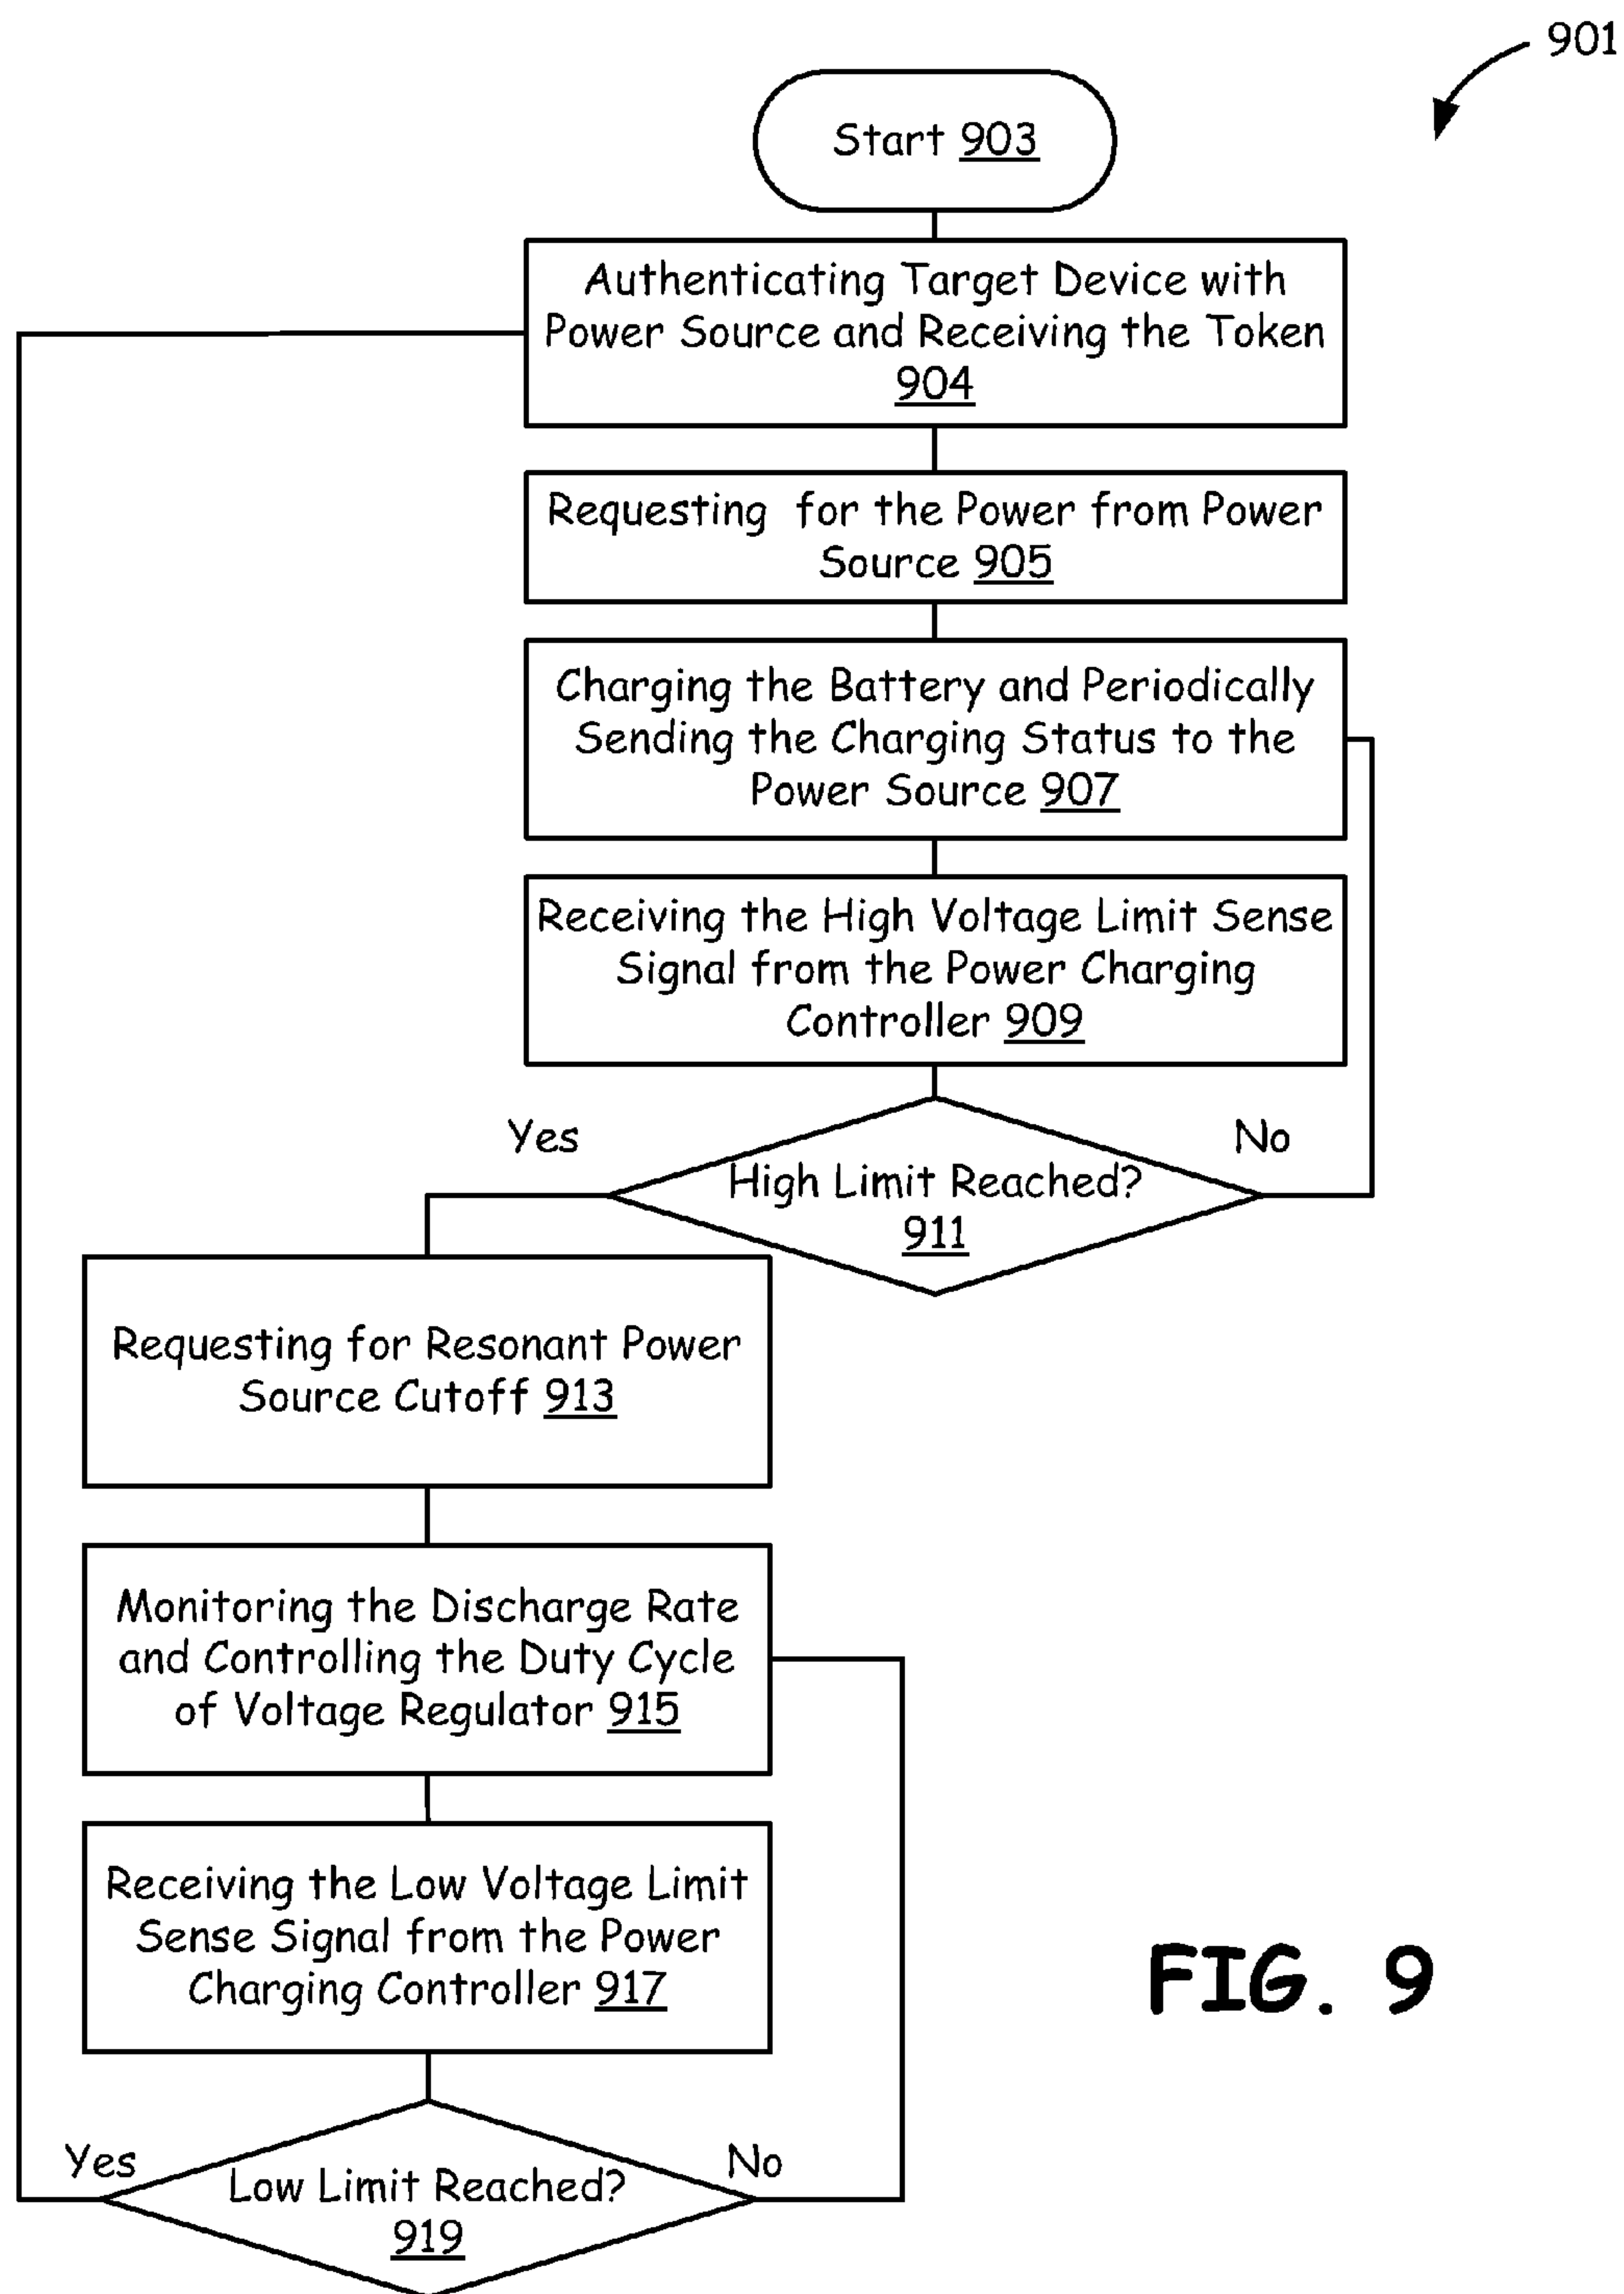 901
Start 903
Authenticating Target Device with
Power Source and Receiving the Token
904
Requesting for the Power from Power
Source 905
Charging the Battery and Periodically
Sending the Charging Status to the
Power Source 907
Receiving the High Voltage Limit Sense
Signal from the Power Charging
Controller 909
Yes
No
High Limit Reached?
911
Requesting for Resonant Power
Source Cutoff 913
Monitoring the Discharge Rate
and Controlling the Duty Cycle
of Voltage Regulator 915
Receiving the Low Voltage Limit
Sense Signal from the Power
Charging Controller 917
Yes
No
Low Limit Reached?
919
FIG. 9